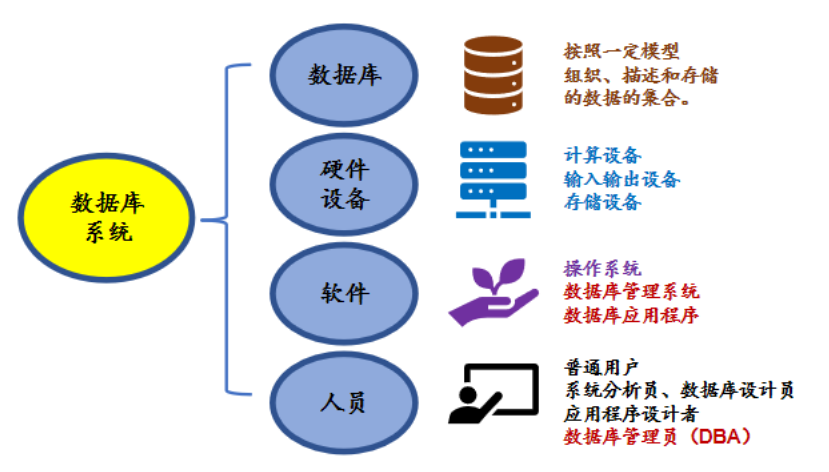 数据库
系统
数据库
按照一定模型
组织、描述和存储
的数据的集合。
硬件
设备
计算设备
输入输出设备
存储设备
软件
操作系统
数据库管理系统
数据库应用程序
人员
普通用户
系统分析员、数据库设计员
应用程序设计者
数据库管理员（DBA）